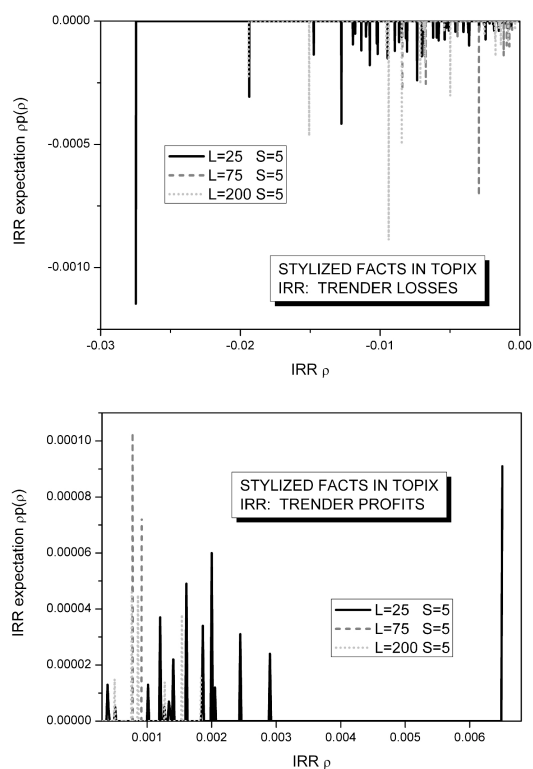 0.0000
-0.0005
-0.0010
IRR expectation ρp(ρ)
L=25 S=5
L=75 S=5
L=200 S=5
STYLIZED FACTS IN TOPIX
IRR: TRENDER LOSSES
-0.03 -0.02 -0.01 0.00
IRR ρ
0.00010
0.00008
0.00006
0.00004
0.00002
0.00000
IRR expectation ρp(ρ)
STYLIZED FACTS IN TOPIX
IRR: TRENDER PROFITS
L=25 S=5
L=75 S=5
L=200 S=5
0.001 0.002 0.003 0.004 0.005 0.006
IRR ρ